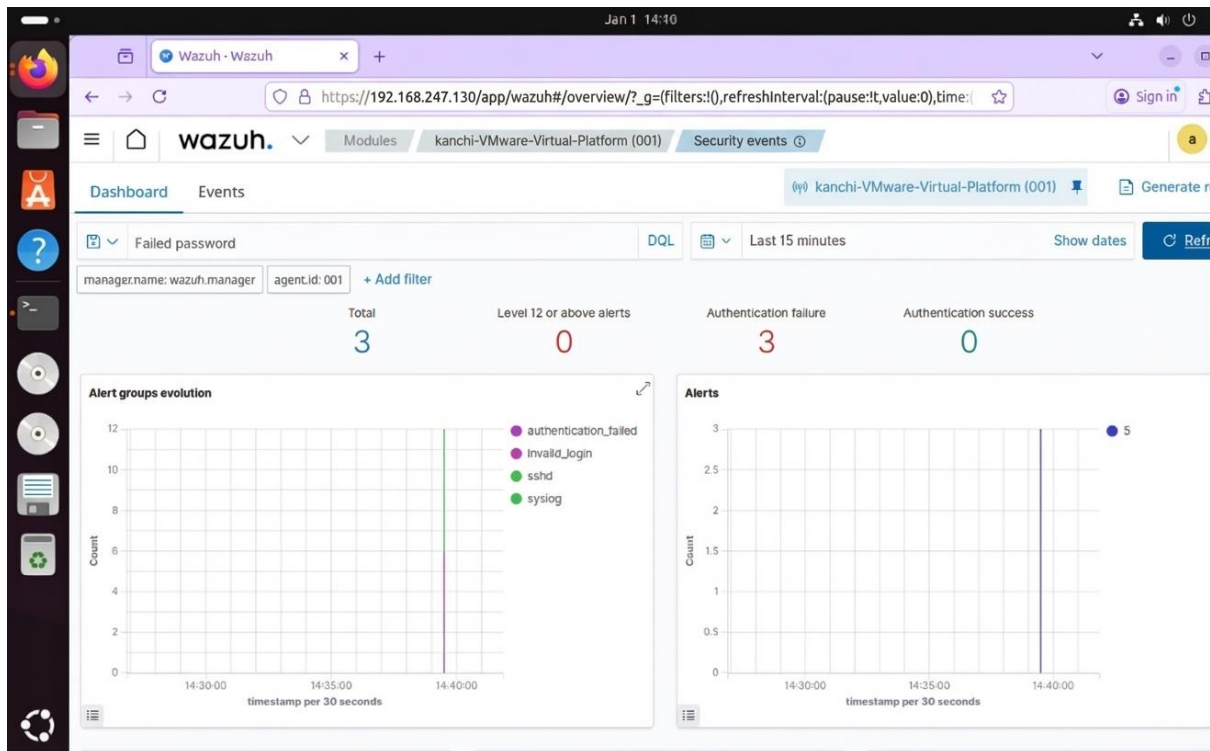 Jan 1 14:40
Wazuh - Wazuh
https://192.168.247.130/app/wazuh#/overview/?_g=(filters:!(),refreshInterval:(pause:!t,value:0),time:(
Sign in
wazuh.
Modules
kanchi-VMware-Virtual-Platform (001)
Security events
a
Dashboard
Events
kanchi-VMware-Virtual-Platform (001)
Generate r
Failed password
DQL
Last 15 minutes
Show dates
Refr
manager.name: wazuh.manager
agent.id: 001
+ Add filter
Total
3
Level 12 or above alerts
0
Authentication failure
3
Authentication success
0
Alert groups evolution
12
10
8
6
4
2
0
Count
14:30:00
14:35:00
14:40:00
timestamp per 30 seconds
authentication_failed
invaild_login
sshd
syslog
Alerts
3
2.5
2
1.5
1
0.5
0
Count
14:30:00
14:35:00
14:40:00
timestamp per 30 seconds
5